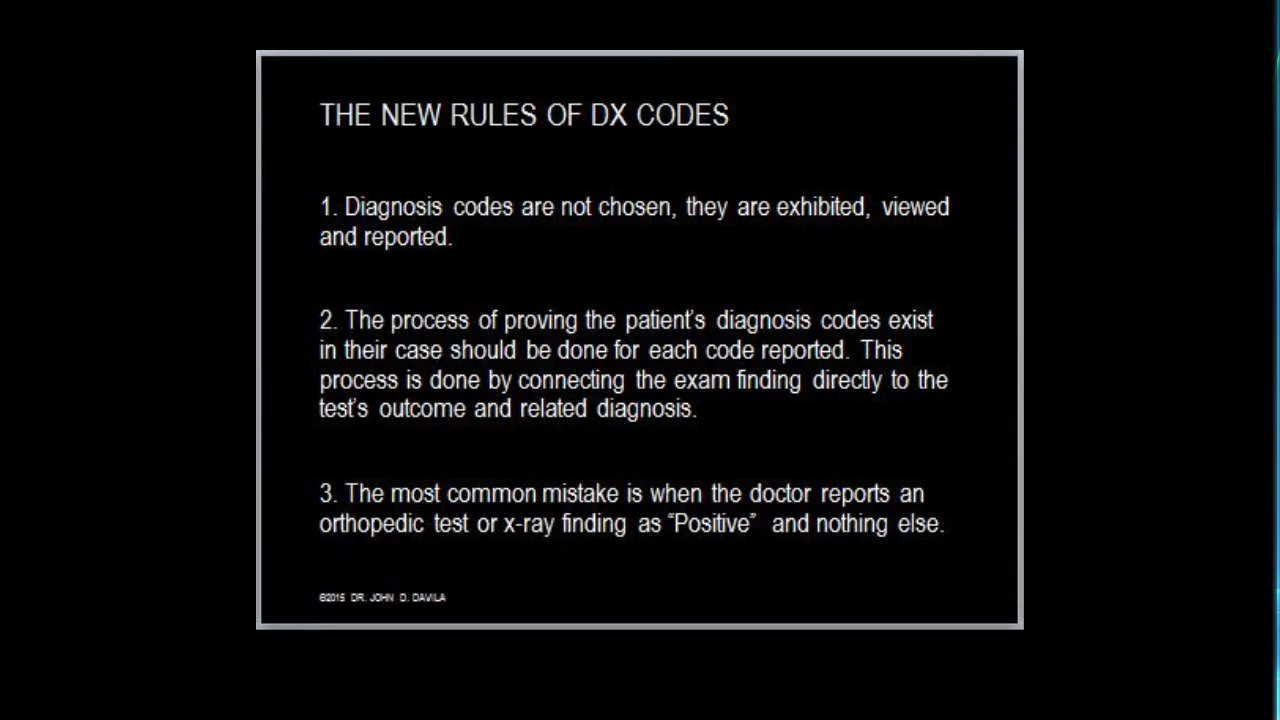 THE NEW RULES OF DX CODES
1. Diagnosis codes are not chosen, they are exhibited, viewed
and reported.
2. The process of proving the patient's diagnosis codes exist
in their case should be done for each code reported. This
process is done by connecting the exam finding directly to the
test's outcome and related diagnosis.
3. The most common mistake is when the doctor reports an
orthopedic test or x-ray finding as “Positive” and nothing else.
©2015 DR. JOHN D. DAVILA